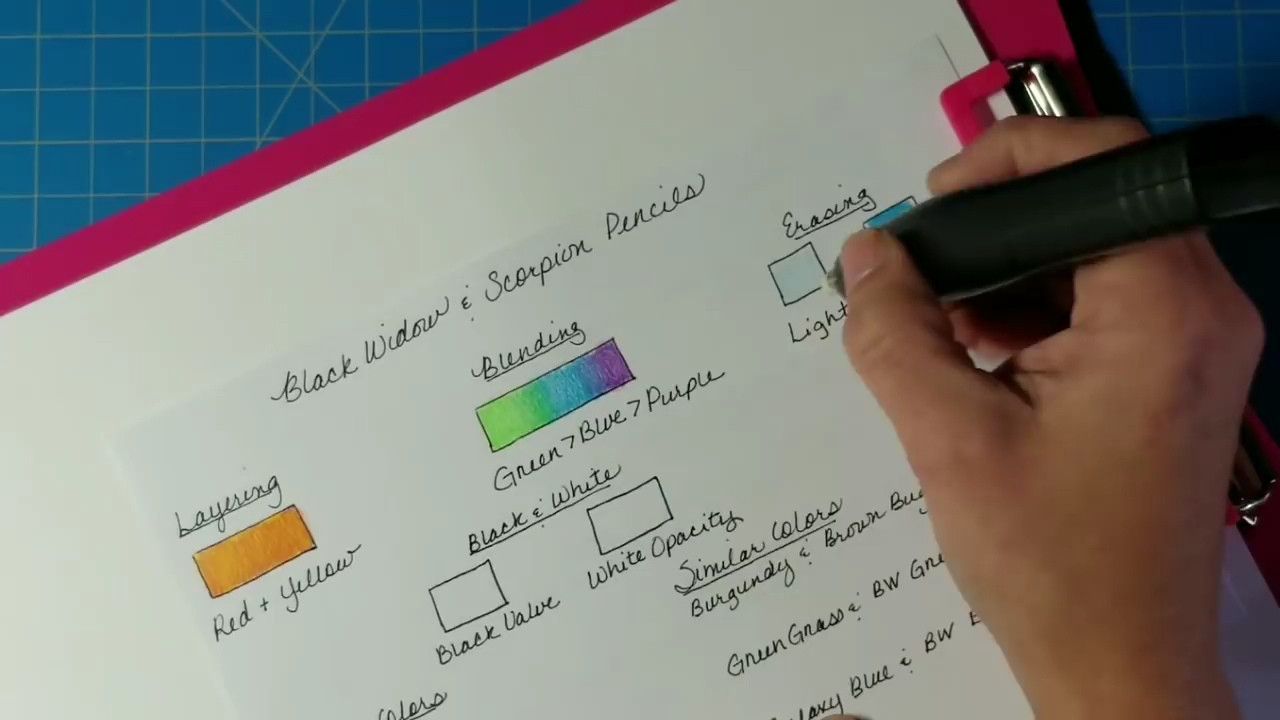 Black Widow & Scorpion Pencils
Erasing
Light
Blending
Green > Blue > Purple
Layering
Red + Yellow
Black & White
Black Value
White Opacity
Similar Colors
Burgundy & Brown
Green Grass & BW
Blue & BW
Colors